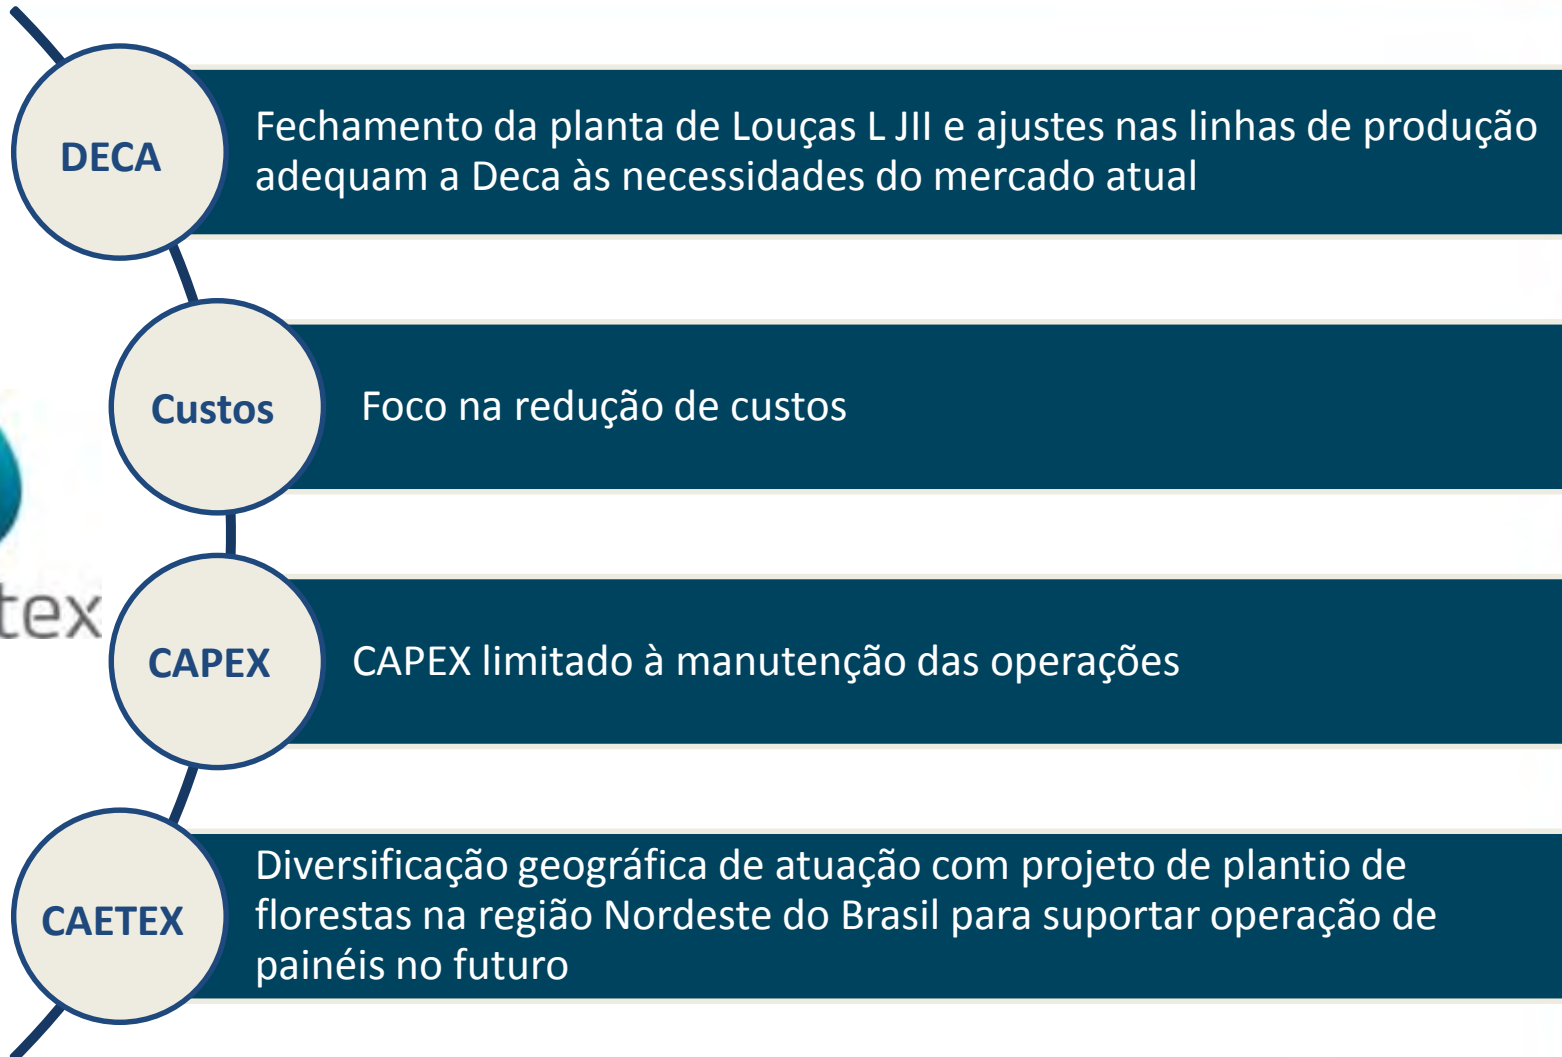 DECA
Fechamento da planta de Louças L JII e ajustes nas linhas de produção
adequam a Deca às necessidades do mercado atual
Custos
Foco na redução de custos
tex
CAPEX
CAPEX limitado à manutenção das operações
CAETEX
Diversificação geográfica de atuação com projeto de plantio de
florestas na região Nordeste do Brasil para suportar operação de
painéis no futuro